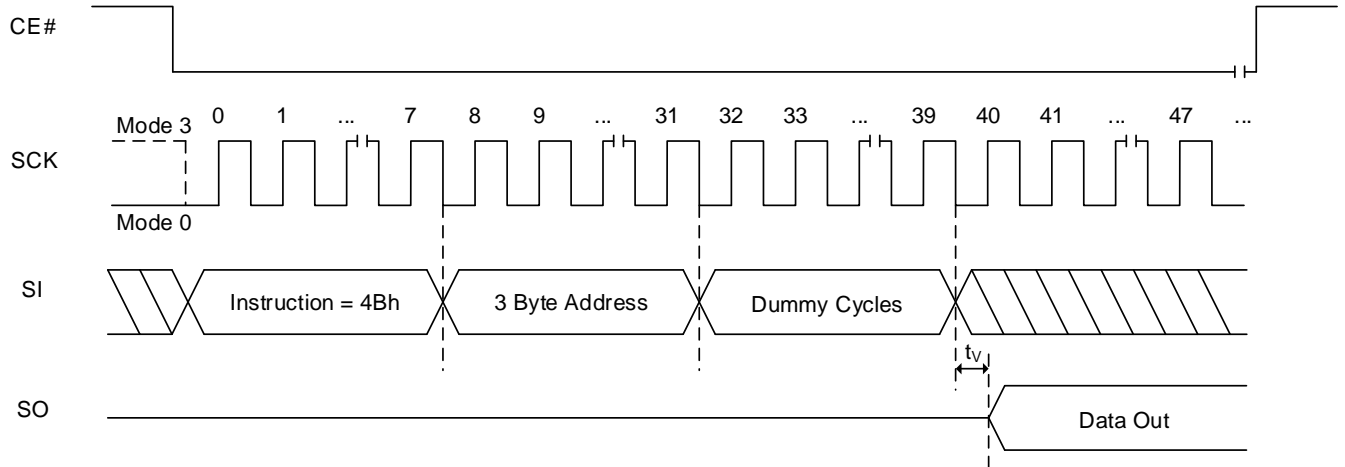 CE#
Mode 3 0 1 ... 7 8 9 ... 31 32 33 ... 39 40 41 ... 47 ...
SCK
Mode 0
SI Instruction = 4Bh 3 Byte Address Dummy Cycles
tV
SO Data Out